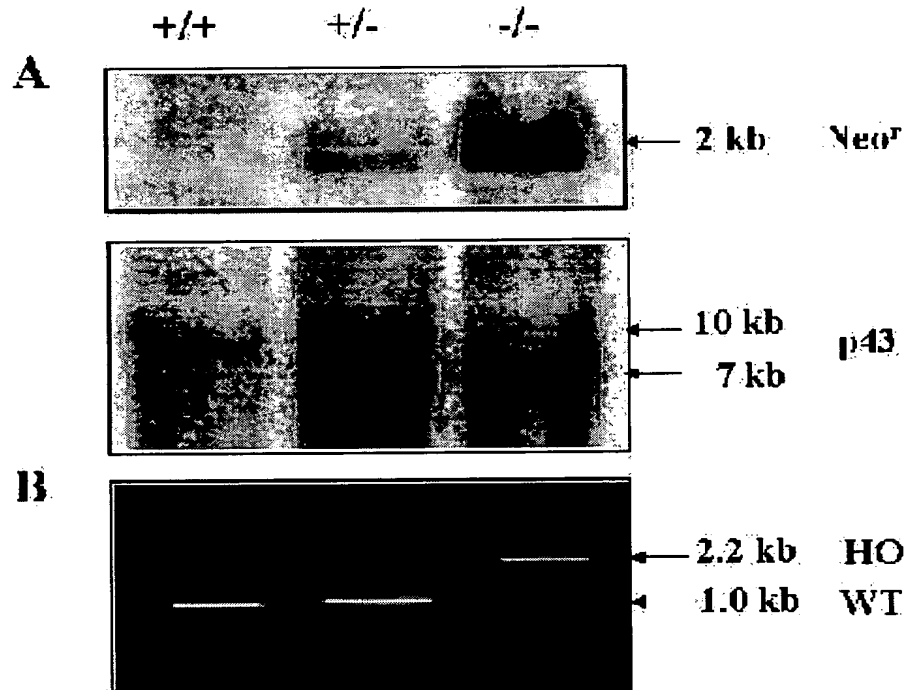 +/+ +/- -/-
A
2 kb Neoʳ
10 kb
p43
7 kb
B
2.2 kb HO
1.0 kb WT